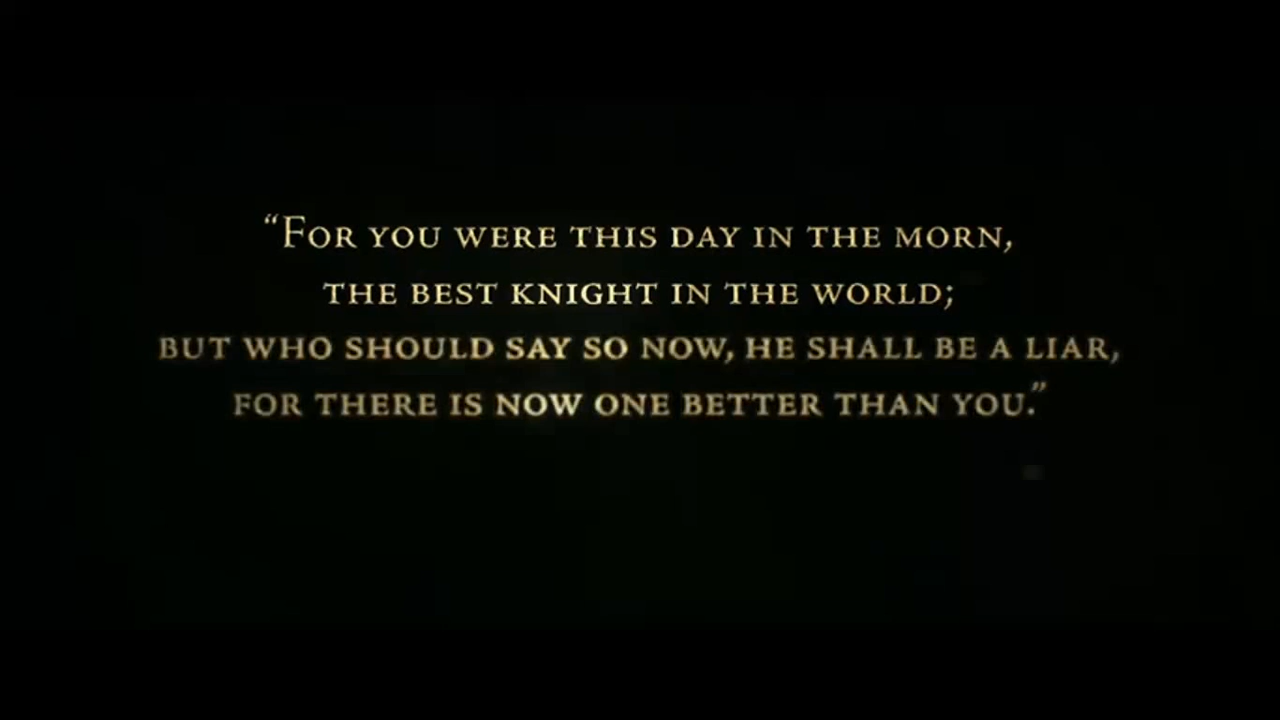 “For you were this day in the morn,
the best knight in the world;
but who should say so now, he shall be a liar,
for there is now one better than you.”